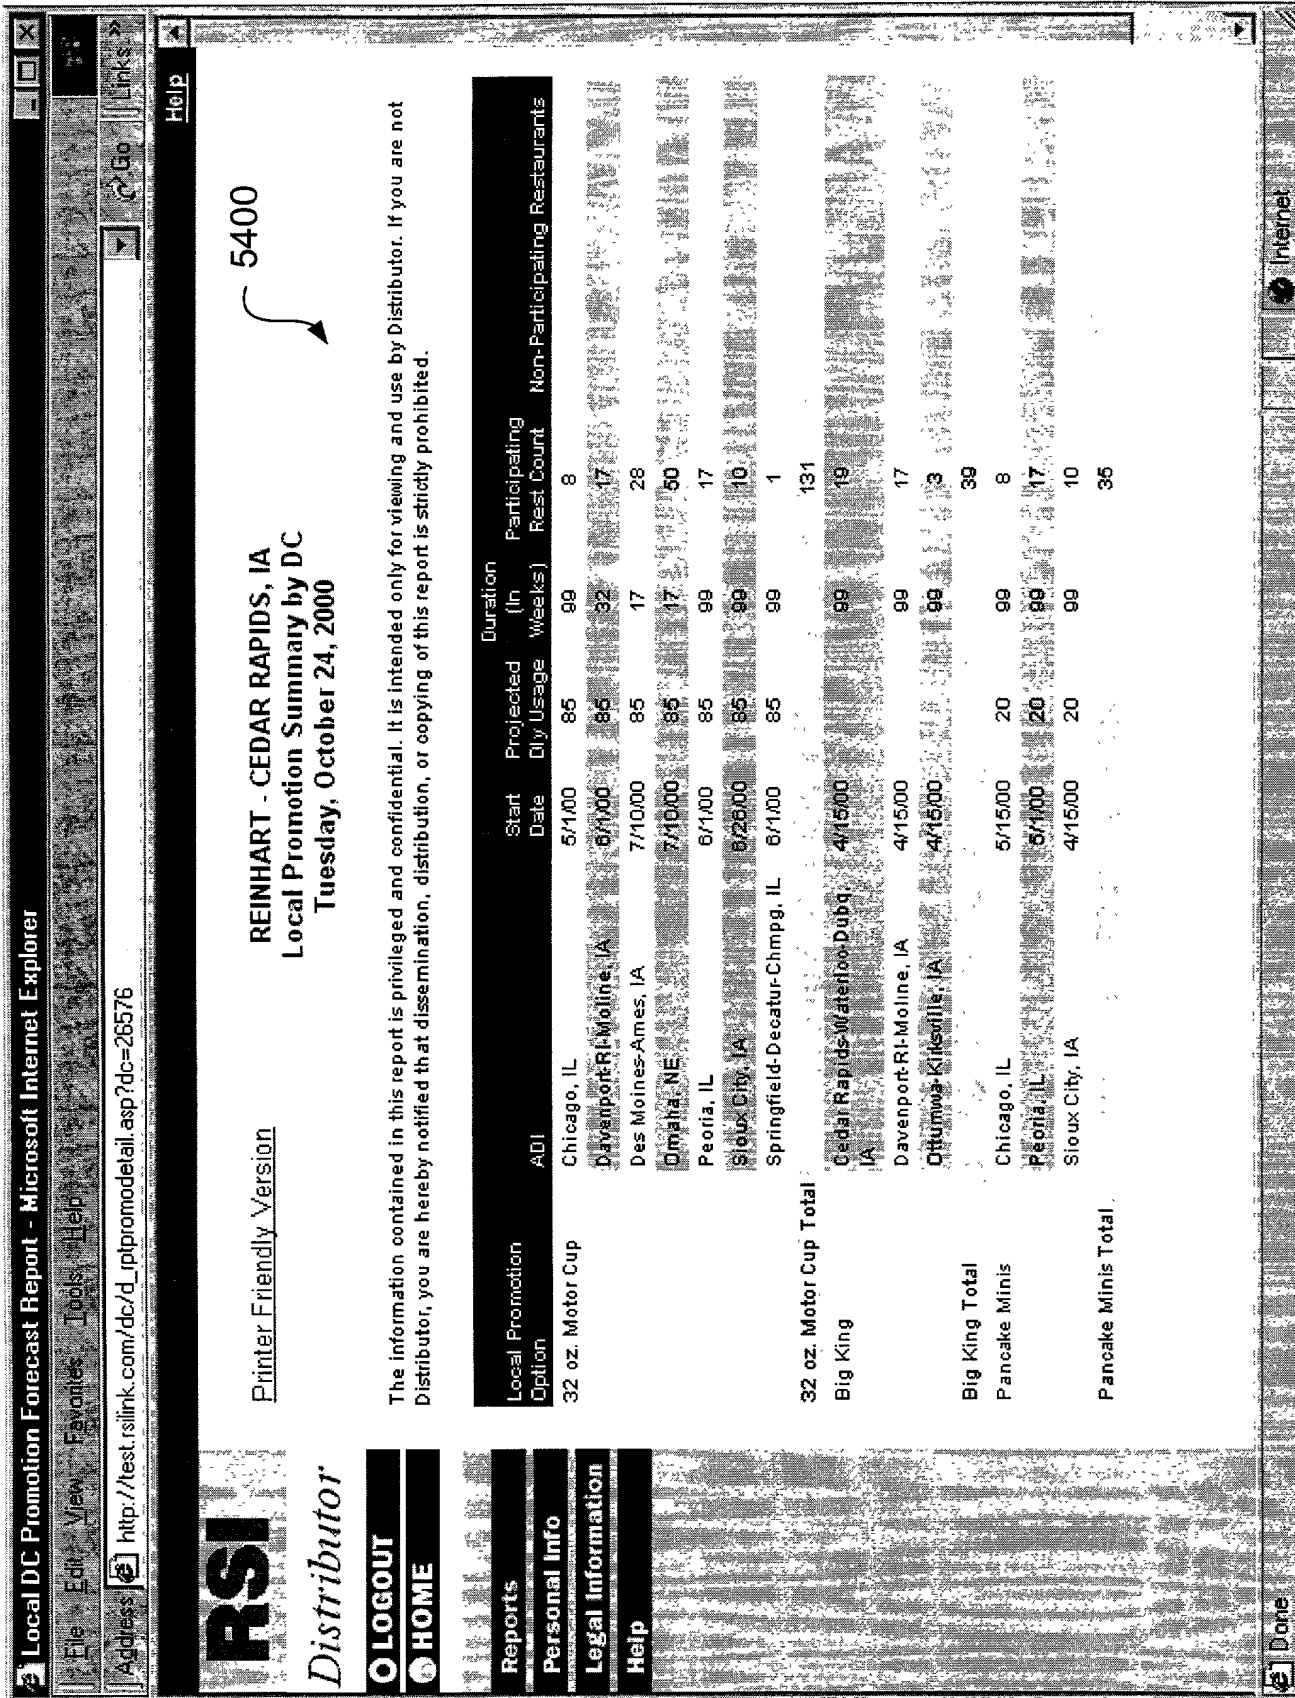 Local DC Promotion Forecast Report - Microsoft Internet Explorer
File Edit View Favorites Tools Help
Address http://test.rsilink.com/dc/d_rptpromodetail.asp?dc=26576 Go Links »
Help
RSI
Distributor
LOGOUT
HOME
Reports
Personal Info
Legal Information
Help
Printer Friendly Version
REINHART - CEDAR RAPIDS, IA
Local Promotion Summary by DC
Tuesday, October 24, 2000
5400
The information contained in this report is privileged and confidential. It is intended only for viewing and use by Distributor. If you are not
Distributor, you are hereby notified that dissemination, distribution, or copying of this report is strictly prohibited.
Local Promotion Option ADI Start Date Projected Dly Usage Duration (In Weeks) Participating Rest Count Non-Participating Restaurants
32 oz. Motor Cup Chicago, IL 5/1/00 85 99 8
Davenport-RI-Moline, IA 6/1/00 85 32 17
Des Moines-Ames, IA 7/10/00 85 17 28
Omaha, NE 7/10/00 85 17 50
Peoria, IL 6/1/00 85 99 17
Sioux City, IA 6/26/00 85 99 10
Springfield-Decatur-Chmpg, IL 6/1/00 85 99 1
32 oz. Motor Cup Total 131
Big King Cedar Rapids-Waterloo-Dubq, IA 4/15/00 99 19
Davenport-RI-Moline, IA 4/15/00 99 17
Ottumwa-Kirksville, IA 4/15/00 99 3
Big King Total 39
Pancake Minis Chicago, IL 5/15/00 20 99 8
Peoria, IL 5/1/00 20 99 17
Sioux City, IA 4/15/00 20 99 10
Pancake Minis Total 35
Done Internet